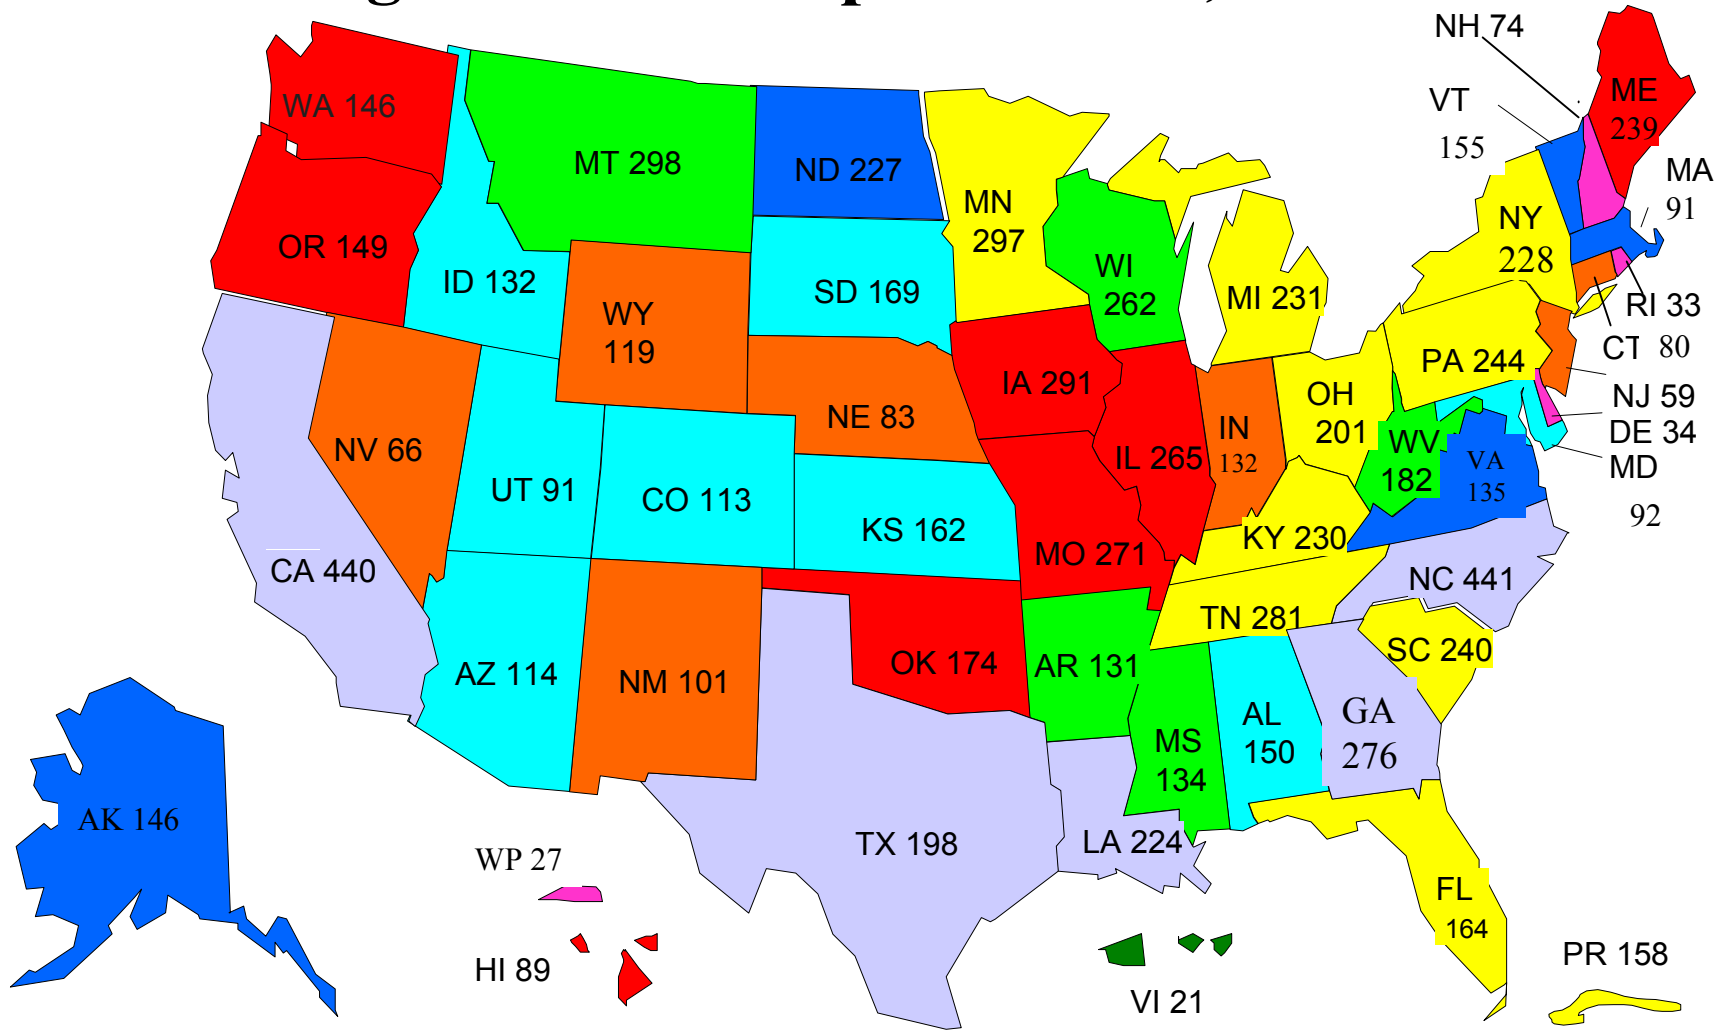 NH 74
ME
239
VT
155
MA
91
WA 146
MT 298
ND 227
MN
297
NY
228
OR 149
ID 132
SD 169
WI
262
MI 231
RI 33
WY
119
CT 80
PA 244
IA 291
NJ 59
NE 83
OH
201
DE 34
NV 66
IN
132
IL 265
WV
182
VA
135
MD
92
UT 91
CO 113
KS 162
KY 230
MO 271
CA 440
NC 441
TN 281
SC 240
AZ 114
NM 101
OK 174
AR 131
GA
276
AL
150
MS
134
AK 146
TX 198
LA 224
WP 27
FL
164
HI 89
PR 158
VI 21